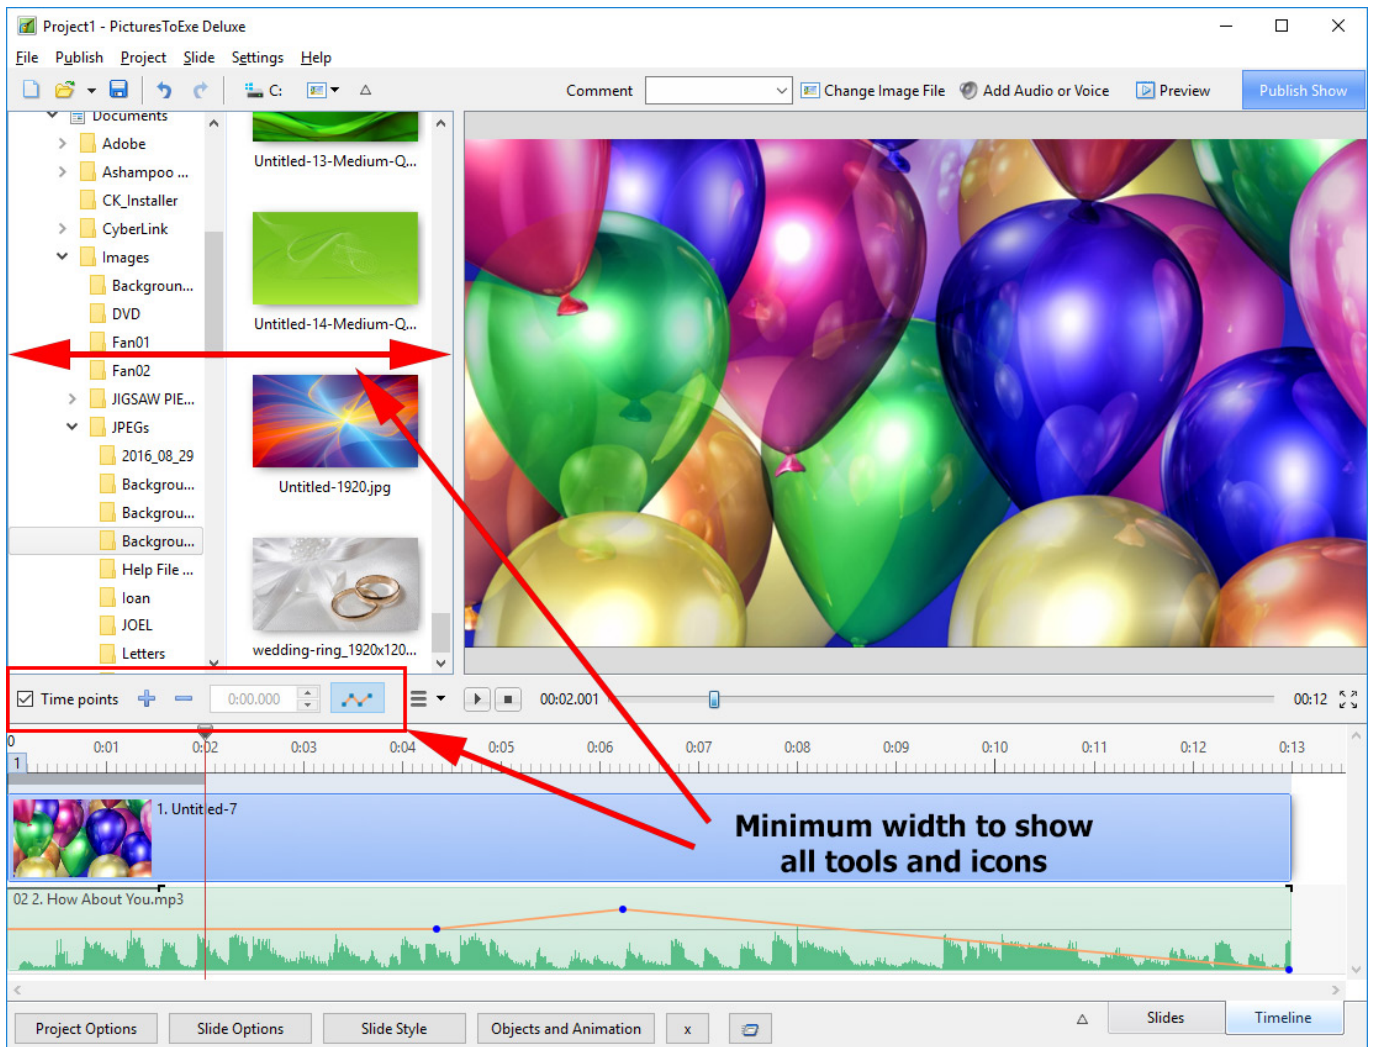 Project1 - PicturesToExe Deluxe
File Publish Project Slide Settings Help
C: Comment Change Image File Add Audio or Voice Preview Publish Show
Documents
Adobe
Ashampoo ...
CK_Installer
CyberLink
Images
Backgroun...
DVD
Fan01
Fan02
JIGSAW PIE...
JPEGs
2016_08_29
Backgrou...
Backgrou...
Backgrou...
Help File ...
Ioan
JOEL
Letters
Untitled-13-Medium-Q...
Untitled-14-Medium-Q...
Untitled-1920.jpg
wedding-ring_1920x120...
Time points 0:00.000 00:02.001 00:12
0 0:01 0:02 0:03 0:04 0:05 0:06 0:07 0:08 0:09 0:10 0:11 0:12 0:13
1
1. Untitled-7
Minimum width to show
all tools and icons
02 2. How About You.mp3
Project Options Slide Options Slide Style Objects and Animation x Slides Timeline